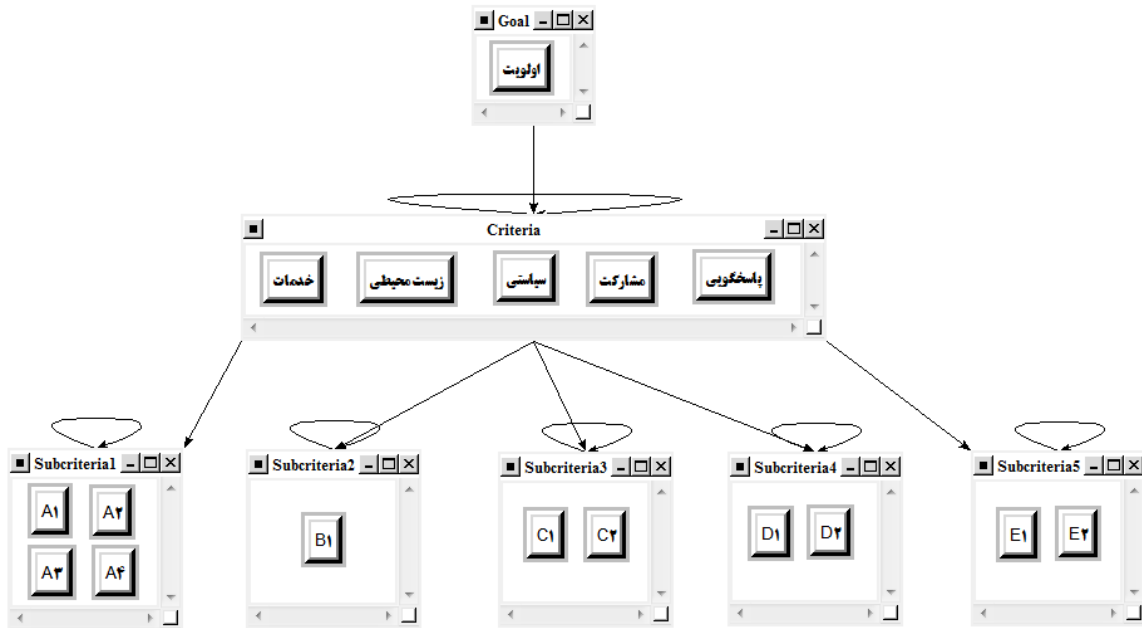 Goal
اولویت
Criteria
خدمات
زیست محیطی
سیاستی
مشارکت
پاسخگویی
Subcriteria1
A۱
A۲
A۳
A۴
Subcriteria2
B۱
Subcriteria3
C۱
C۲
Subcriteria4
D۱
D۲
Subcriteria5
E۱
E۲